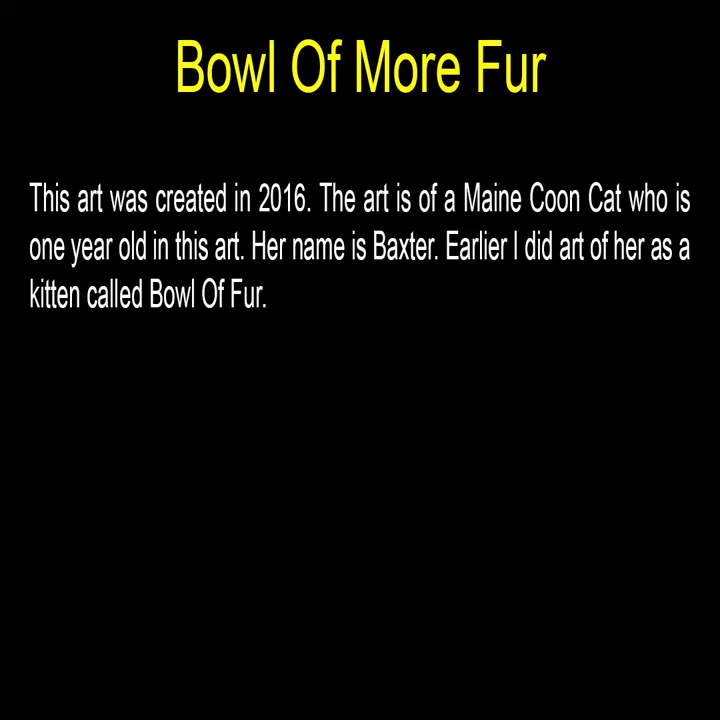 Bowl Of More Fur
This art was created in 2016. The art is of a Maine Coon Cat who is
one year old in this art. Her name is Baxter. Earlier I did art of her as a
kitten called Bowl Of Fur.